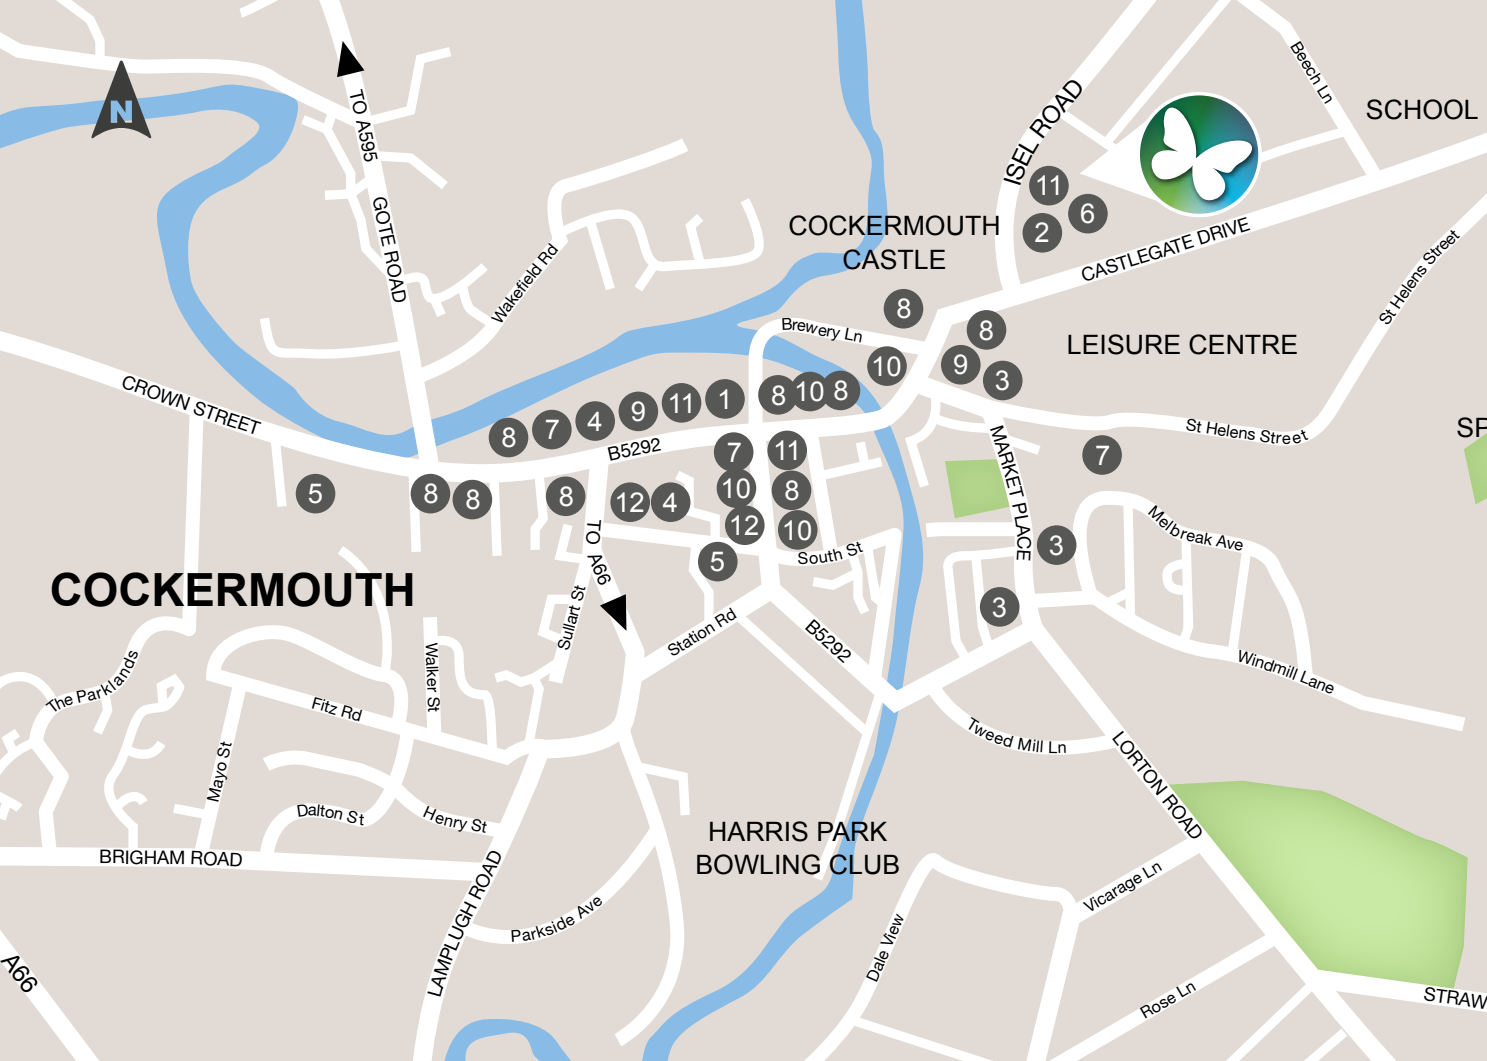 Beech Ln
SCHOOL
N
TO A595
ISEL ROAD
11
6
2
COCKERMOUTH
CASTLE
GOTE ROAD
Wakefield Rd
CASTLEGATE DRIVE
St Helens Street
8
Brewery Ln
8
LEISURE CENTRE
10
9
3
CROWN STREET
8
7
4
9
11
1
8
10
8
B5292
St Helens Street
SP
MARKET PLACE
7
11
7
5
8
8
8
12
4
10
8
12
10
TO A66
South St
5
Melbreak Ave
3
COCKERMOUTH
3
Sullart St
Station Rd
B5292
The Parklands
Walker St
Windmill Lane
Fitz Rd
Tweed Mill Ln
Mayo St
LORTON ROAD
Dalton St
Henry St
HARRIS PARK
BOWLING CLUB
BRIGHAM ROAD
LAMPLUGH ROAD
Parkside Ave
Vicarage Ln
Dale View
A66
Rose Ln
STRAW